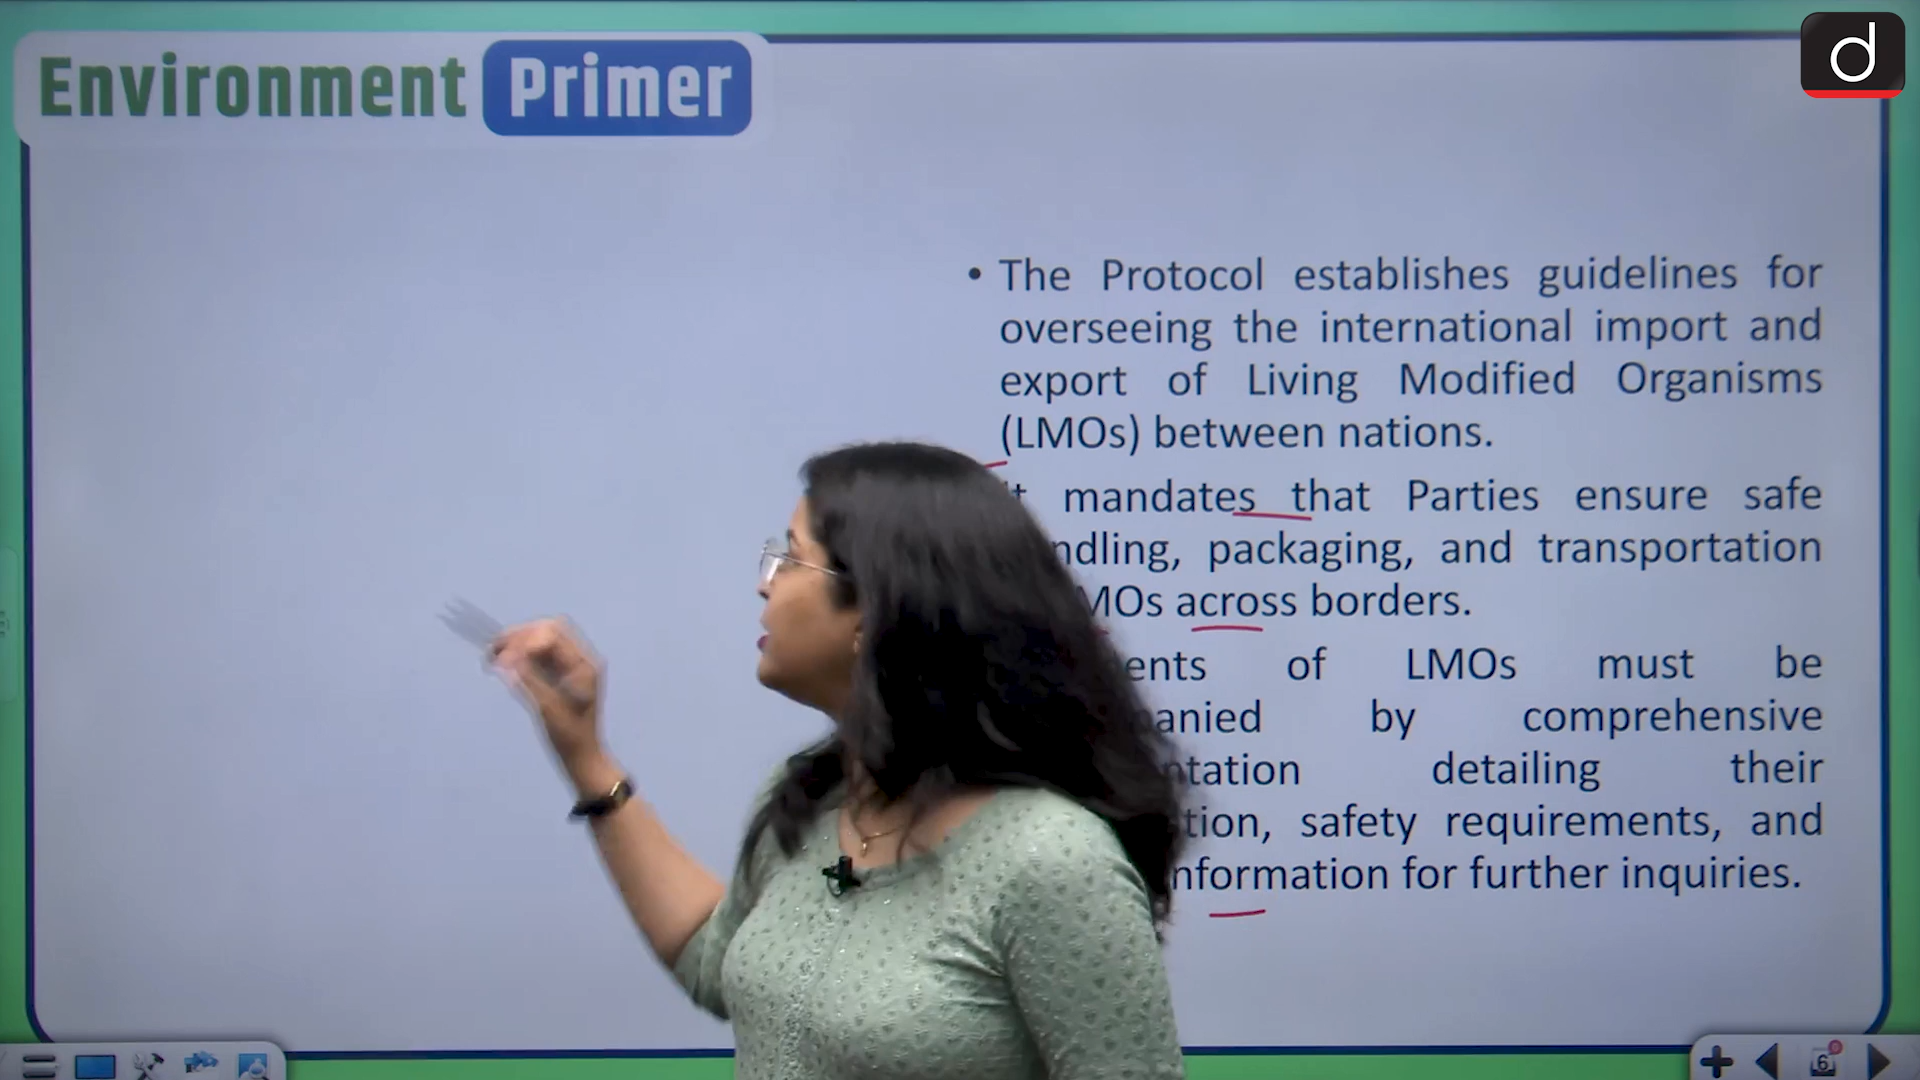 Environment Primer
d
• The Protocol establishes guidelines for
overseeing the international import and
export of Living Modified Organisms
(LMOs) between nations.
mandates that Parties ensure safe
ndling, packaging, and transportation
MOs across borders.
ents of LMOs must be
panied by comprehensive
ntation detailing their
tion, safety requirements, and
nformation for further inquiries.
6